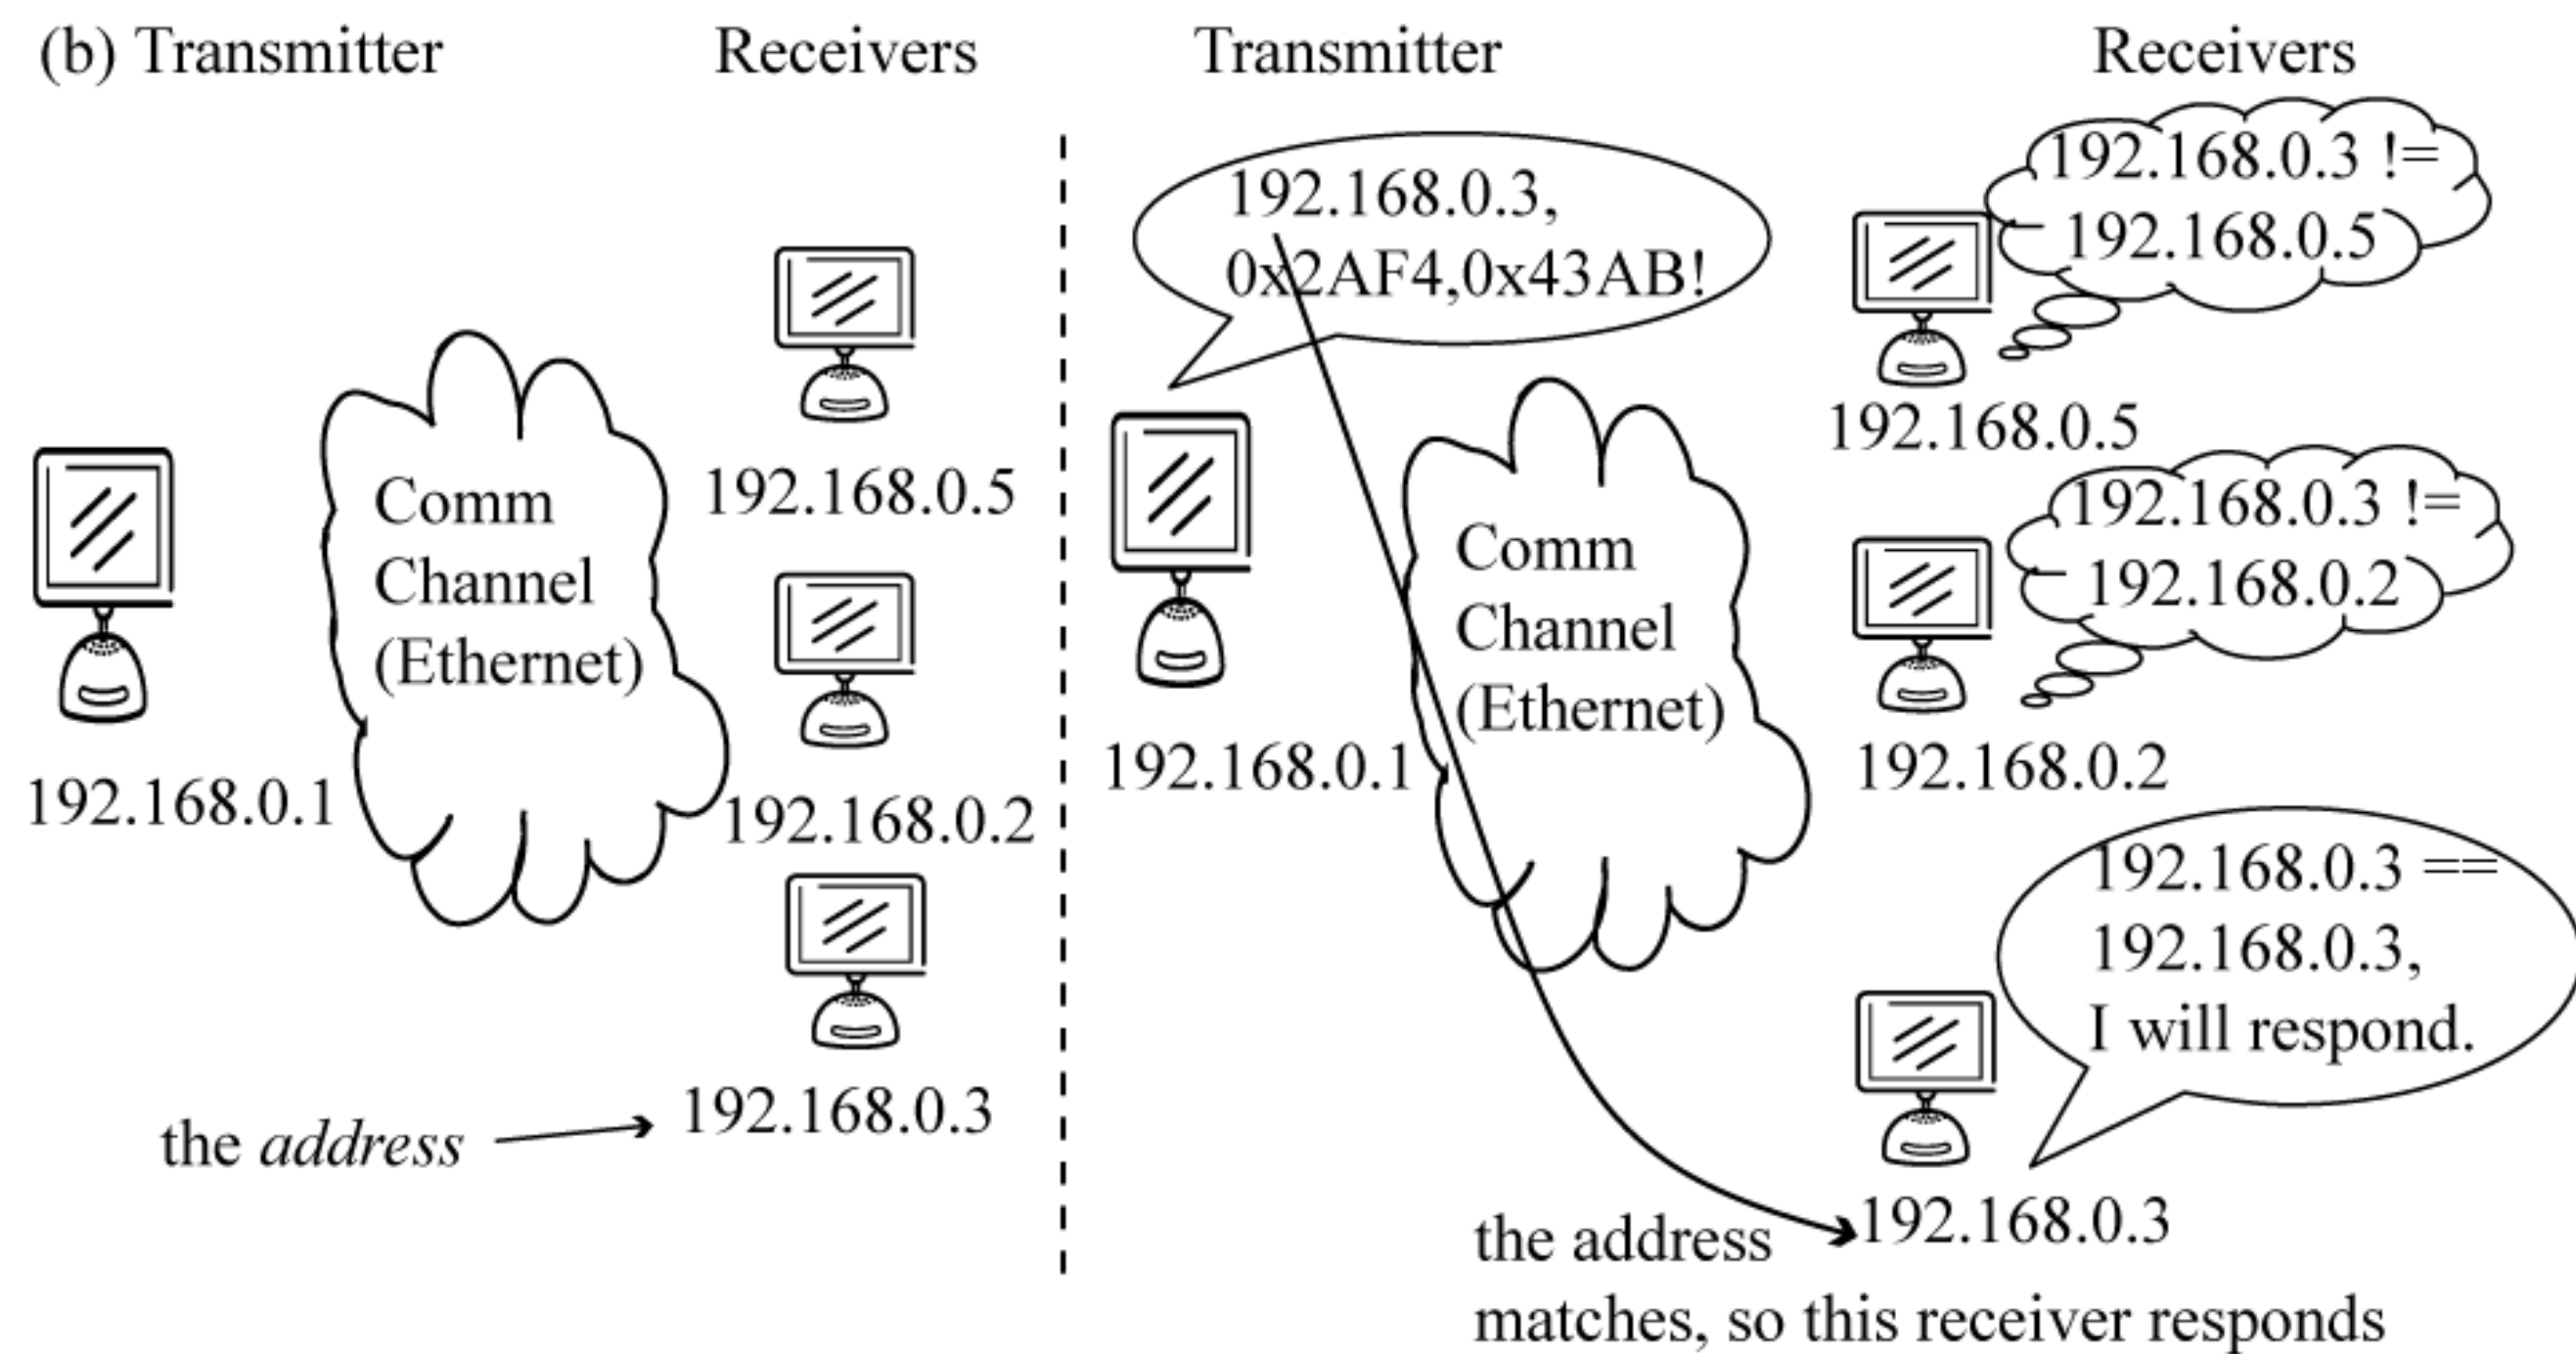 (b) Transmitter
Receivers
192.168.0.1
Comm
Channel
(Ethernet)
192.168.0.5
192.168.0.2
192.168.0.3
the address
Transmitter
Receivers
192.168.0.3,
0x2AF4,0x43AB!
192.168.0.1
Comm
Channel
(Ethernet)
192.168.0.3 !=
192.168.0.5
192.168.0.5
192.168.0.3 !=
192.168.0.2
192.168.0.2
192.168.0.3 ==
192.168.0.3,
I will respond.
192.168.0.3
the address
matches, so this receiver responds